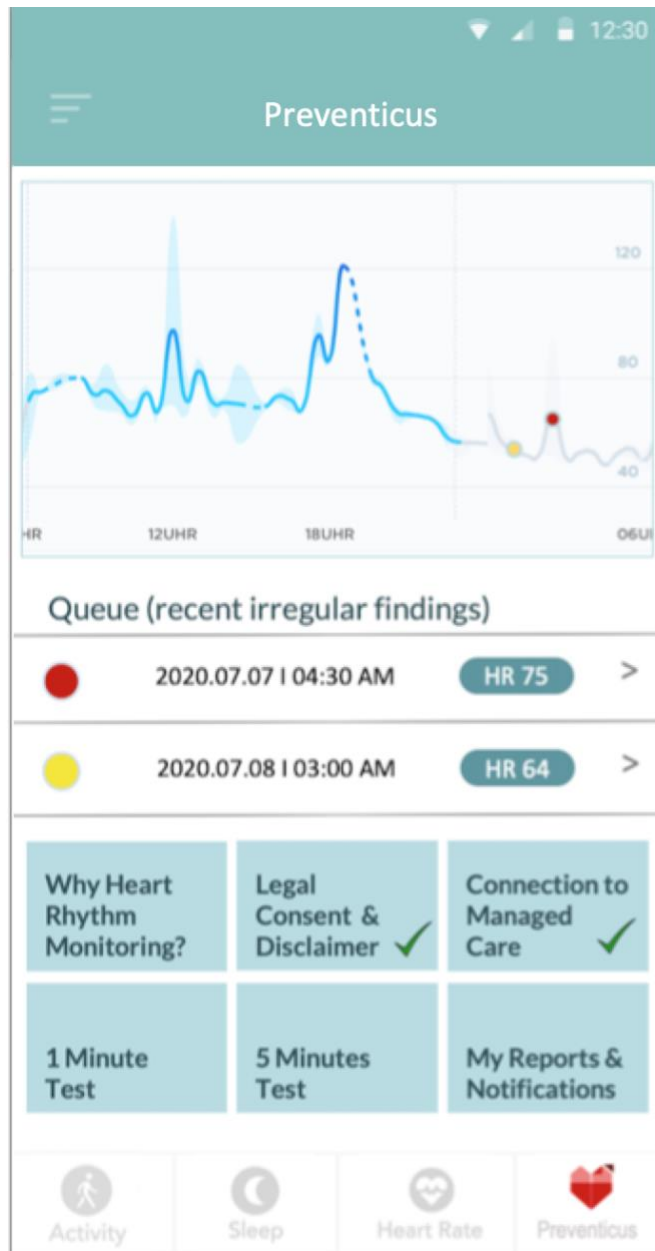 12:30
Preventicus
120
80
40
HR
12UHR
18UHR
06U
Queue (recent irregular findings)
2020.07.07 I 04:30 AM HR 75 >
2020.07.08 I 03:00 AM HR 64 >
Why Heart
Rhythm
Monitoring?
Legal
Consent &
Disclaimer
Connection to
Managed
Care
1 Minute
Test
5 Minutes
Test
My Reports &
Notifications
Activity
Sleep
Heart Rate
Preventicus